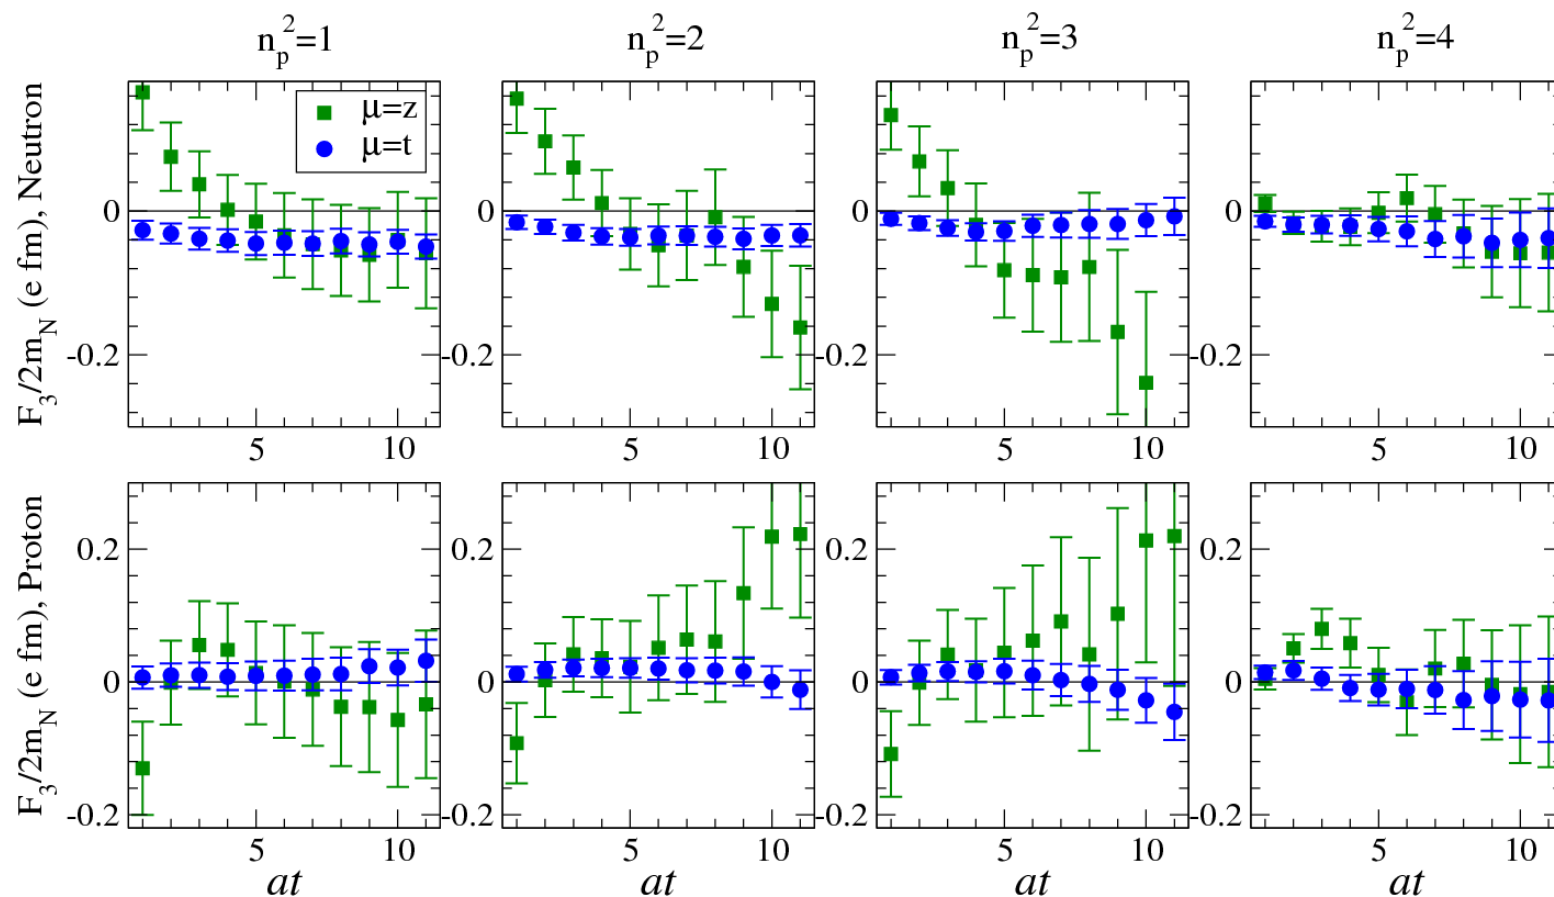 n_p^2=1 n_p^2=2 n_p^2=3 n_p^2=4
F_3/2m_N (e fm), Neutron
μ=z
μ=t
0 0 0 0
-0.2 -0.2 -0.2 -0.2
5 10 5 10 5 10 5 10
F_3/2m_N (e fm), Proton
0.2 0.2 0.2 0.2
0 0 0 0
-0.2 -0.2 -0.2 -0.2
5 10 5 10 5 10 5 10
at at at at